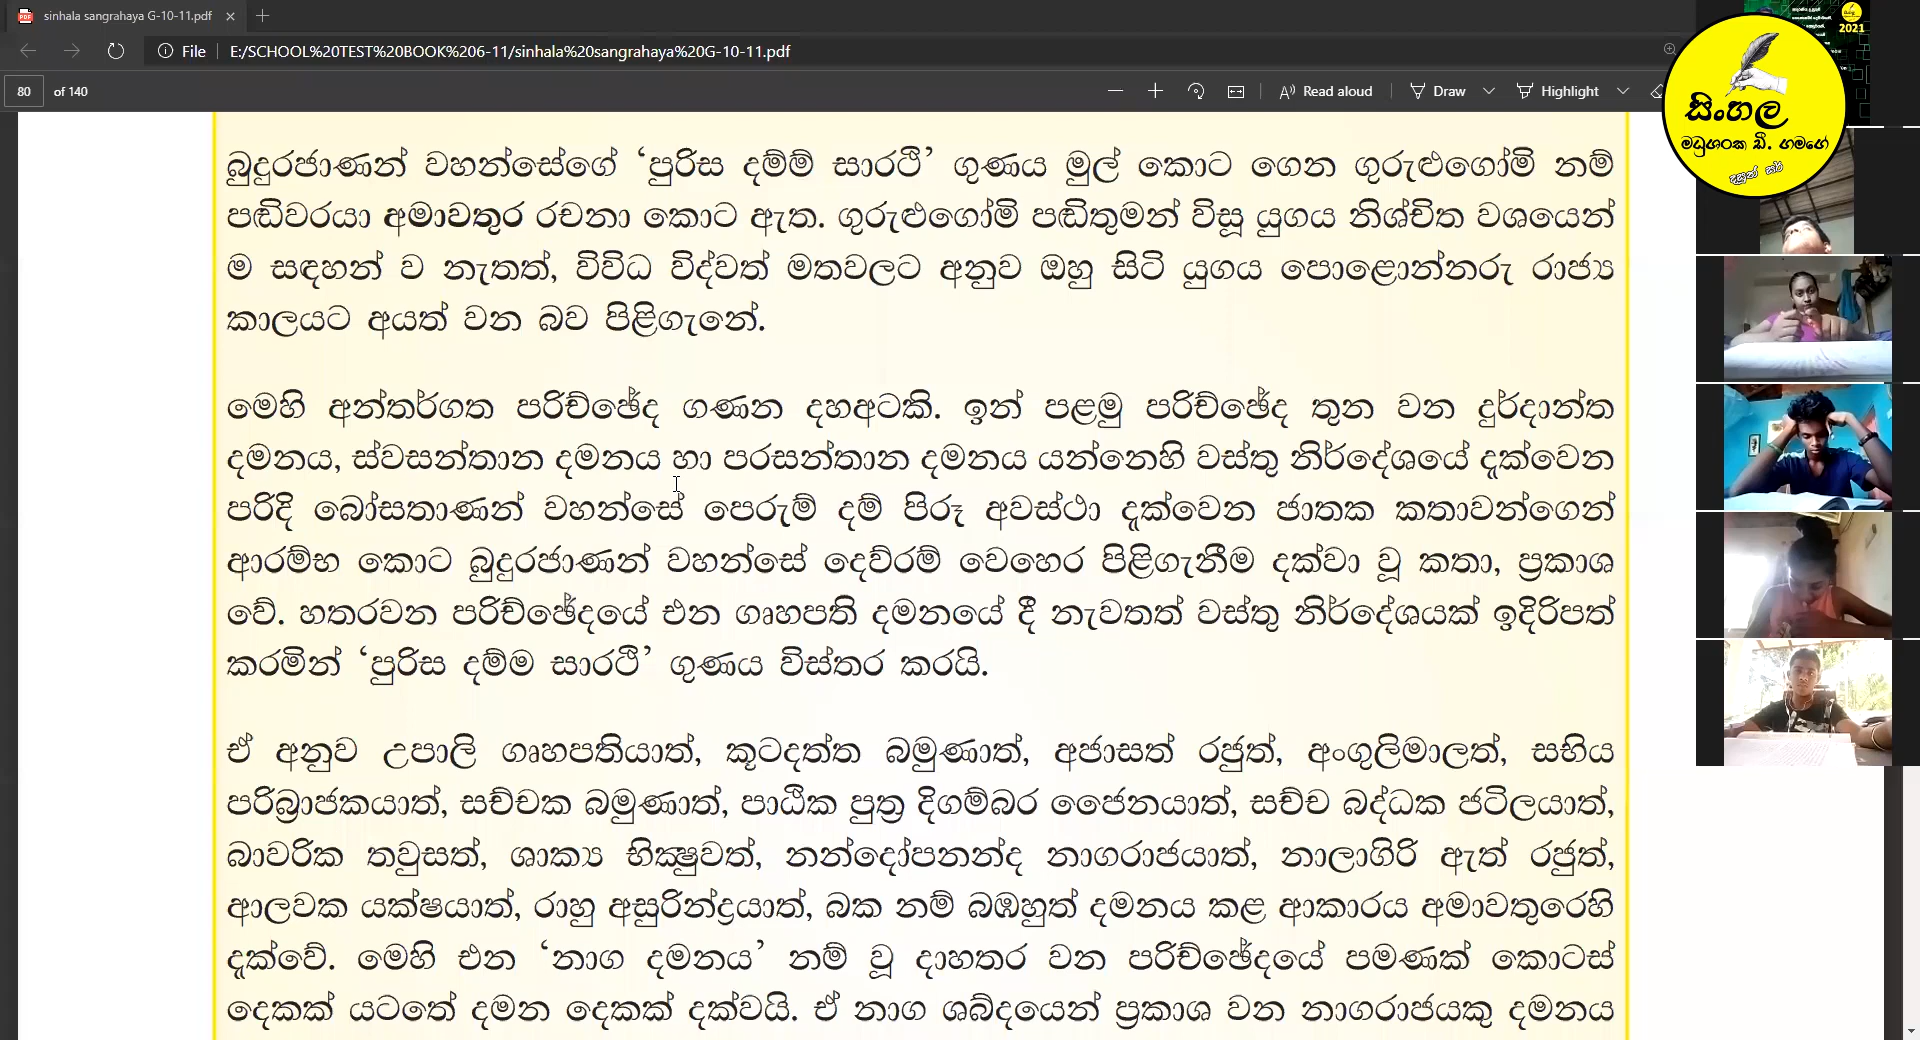 sinhala sangrahaya G-10-11.pdf
File E:/SCHOOL%20TEST%20BOOK%206-11/sinhala%20sangrahaya%20G-10-11.pdf
80 of 140 Read aloud Draw Highlight
2021
සිංහල
මධුශංක ඩී. ගමගේ
දසුන් සර්
බුදුරජාණන් වහන්සේගේ ‘පුරිස දම්ම් සාරථී’ ගුණය මුල් කොට ගෙන ගුරුළුගෝමි නම්
පඬිවරයා අමාවතුර රචනා කොට ඇත. ගුරුළුගෝමි පඬිතුමන් විසූ යුගය නිශ්චිත වශයෙන්
ම සඳහන් ව නැතත්, විවිධ විද්වත් මතවලට අනුව ඔහු සිටි යුගය පොළොන්නරු රාජ්‍ය
කාලයට අයත් වන බව පිළිගැනේ.
මෙහි අන්තර්ගත පරිච්ඡේද ගණන දහඅටකි. ඉන් පළමු පරිච්ඡේද තුන වන දුර්දාන්ත
දමනය, ස්වසන්තාන දමනය හා පරසන්තාන දමනය යන්නෙහි වස්තු නිර්දේශයේ දැක්වෙන
පරිදි බෝසතාණන් වහන්සේ පෙරුම් දම් පිරූ අවස්ථා දැක්වෙන ජාතක කතාවන්ගෙන්
ආරම්භ කොට බුදුරජාණන් වහන්සේ දෙව්රම් වෙහෙර පිළිගැනීම දක්වා වූ කතා, ප්‍රකාශ
වේ. හතරවන පරිච්ඡේදයේ එන ගෘහපති දමනයේ දී නැවතත් වස්තු නිර්දේශයක් ඉදිරිපත්
කරමින් ‘පුරිස දම්ම සාරථී’ ගුණය විස්තර කරයි.
ඒ අනුව උපාලි ගෘහපතියාත්, කූටදත්ත බමුණාත්, අජාසත් රජුත්, අංගුලිමාලත්, සභිය
පරිබ්‍රාජකයාත්, සච්චක බමුණාත්, පාඨික පුත්‍ර දිගම්බර ජෛනයාත්, සච්ච බද්ධක ජටිලයාත්,
බාවරික තවුසත්, ශාක්‍ය භික්‍ෂුවත්, නන්දෝපනන්ද නාගරාජයාත්, නාලාගිරි ඇත් රජුත්,
ආලවක යක්ෂයාත්, රාහු අසුරින්ද්‍රයාත්, බක නම් බඹහුත් දමනය කළ ආකාරය අමාවතුරෙහි
දැක්වේ. මෙහි එන ‘නාග දමනය’ නම් වූ දාහතර වන පරිච්ඡේදයේ පමණක් කොටස්
දෙකක් යටතේ දමන දෙකක් දක්වයි. ඒ නාග ශබ්දයෙන් ප්‍රකාශ වන නාගරාජයකු දමනය